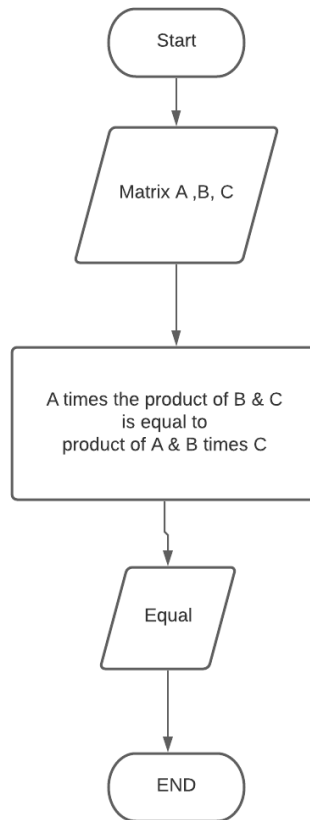 Start
Matrix A ,B, C
A times the product of B & C
is equal to
product of A & B times C
Equal
END